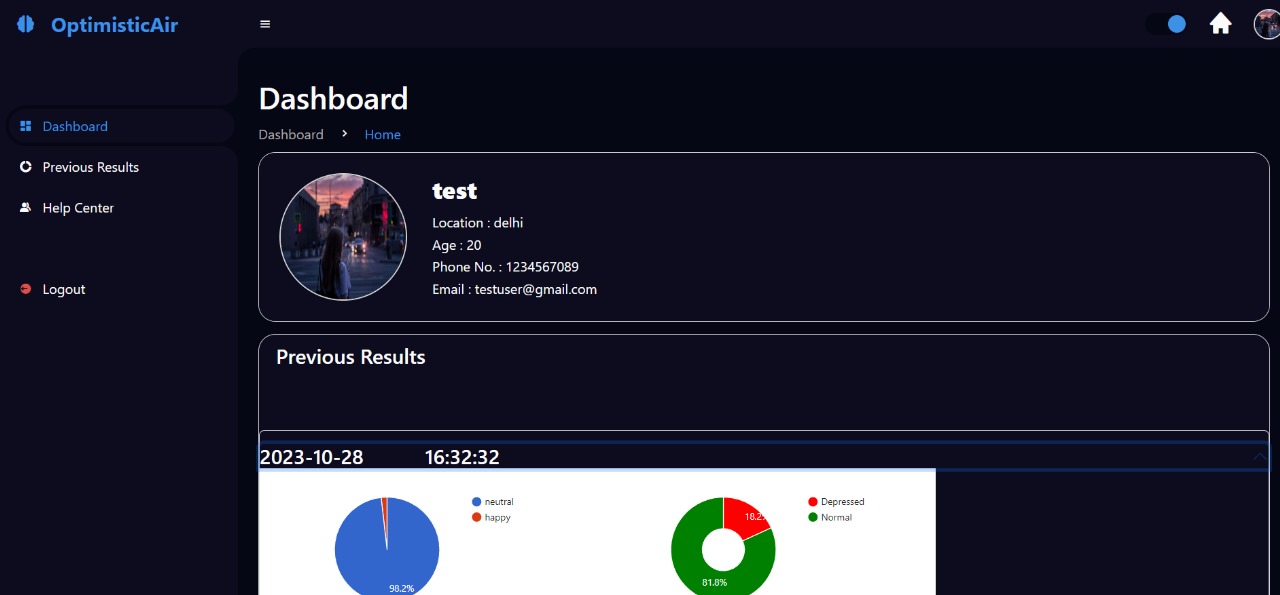 OptimisticAir
Dashboard
Previous Results
Help Center
Logout
Dashboard
Dashboard > Home
test
Location : delhi
Age : 20
Phone No. : 1234567089
Email : testuser@gmail.com
Previous Results
2023-10-28 16:32:32
neutral
happy
98.2%
Depressed
Normal
18.2%
81.8%